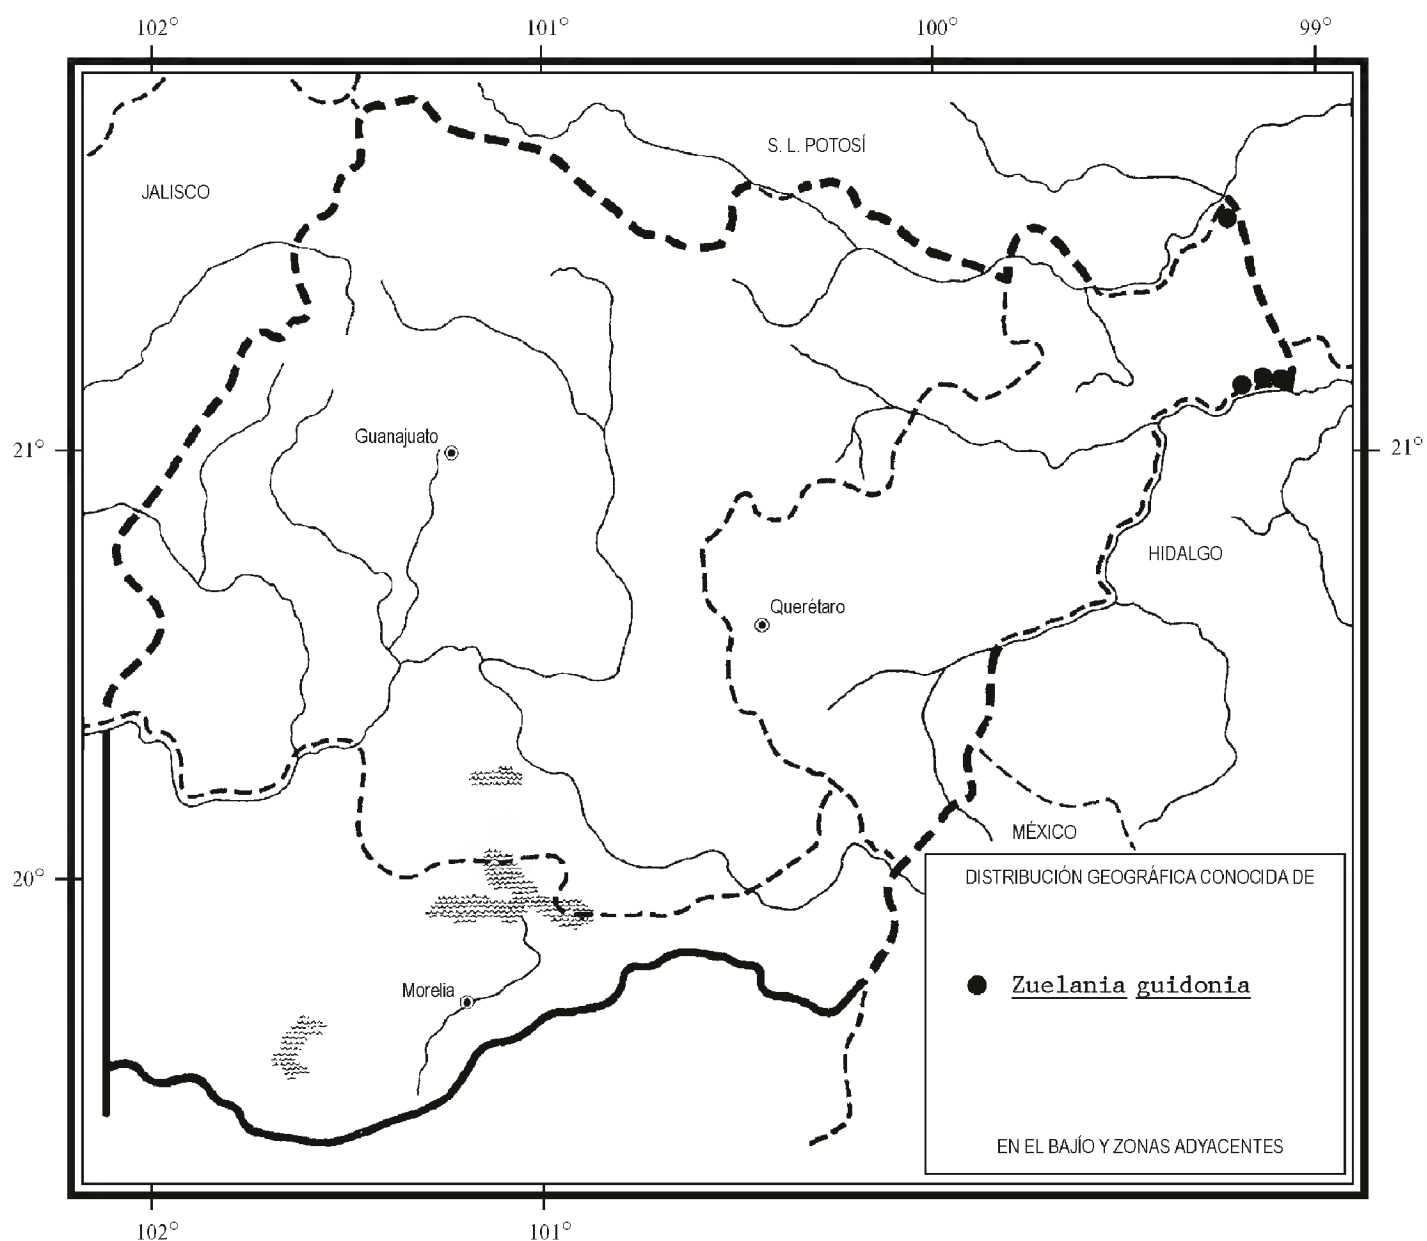 102° 101° 100° 99°
S. L. POTOSÍ
JALISCO
Guanajuato
21° 21°
HIDALGO
Querétaro
MÉXICO
20°
DISTRIBUCIÓN GEOGRÁFICA CONOCIDA DE
Zuelania guidonia
Morelia
EN EL BAJÍO Y ZONAS ADYACENTES
102° 101°